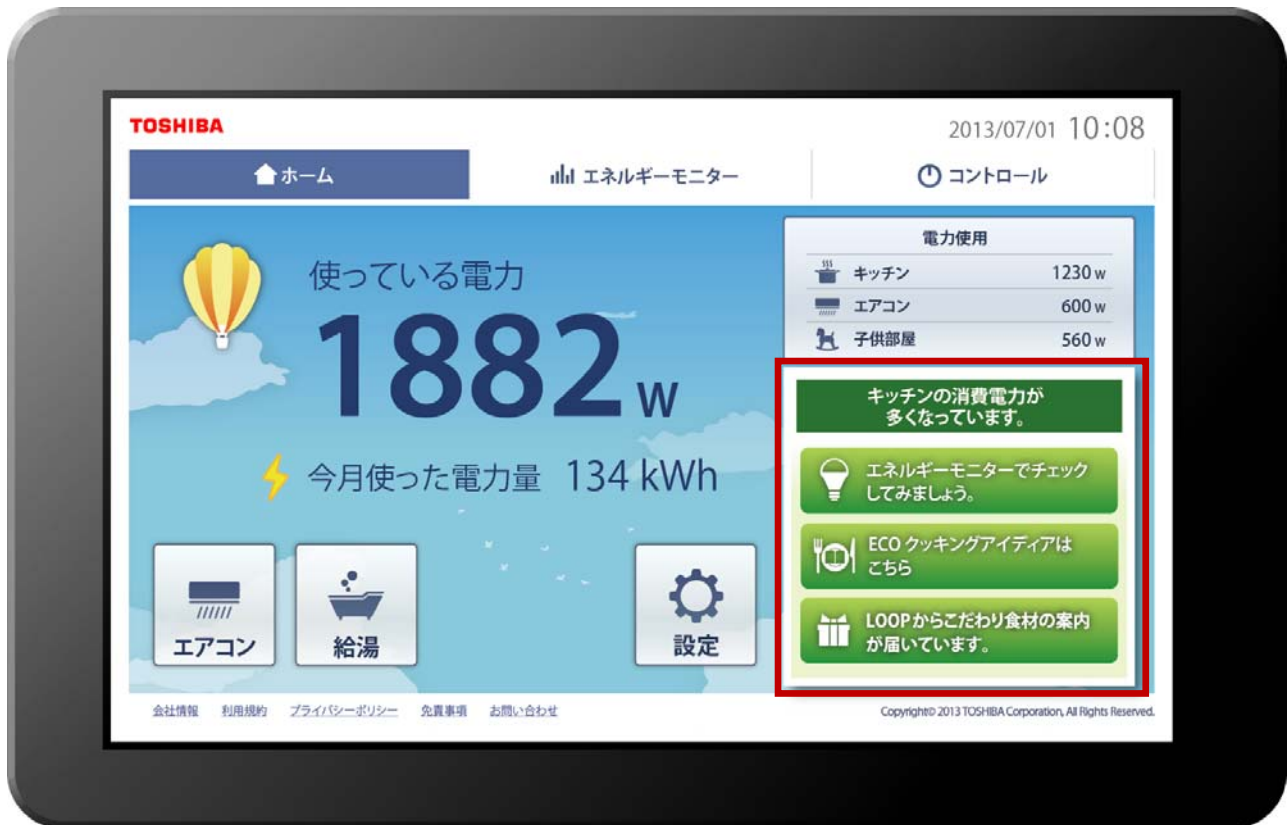 TOSHIBA
2013/07/01 10:08
ホーム
エネルギーモニター
コントロール
使っている電力
1882 w
今月使った電力量 134 kWh
エアコン
給湯
設定
電力使用
キッチン 1230 w
エアコン 600 w
子供部屋 560 w
キッチンの消費電力が
多くなっています。
エネルギーモニターでチェック
してみましょう。
ECO クッキングアイディアは
こちら
LOOPからこだわり食材の案内
が届いています。
会社情報 利用規約 プライバシーポリシー 免責事項 お問い合わせ
Copyright© 2013 TOSHIBA Corporation, All Rights Reserved.